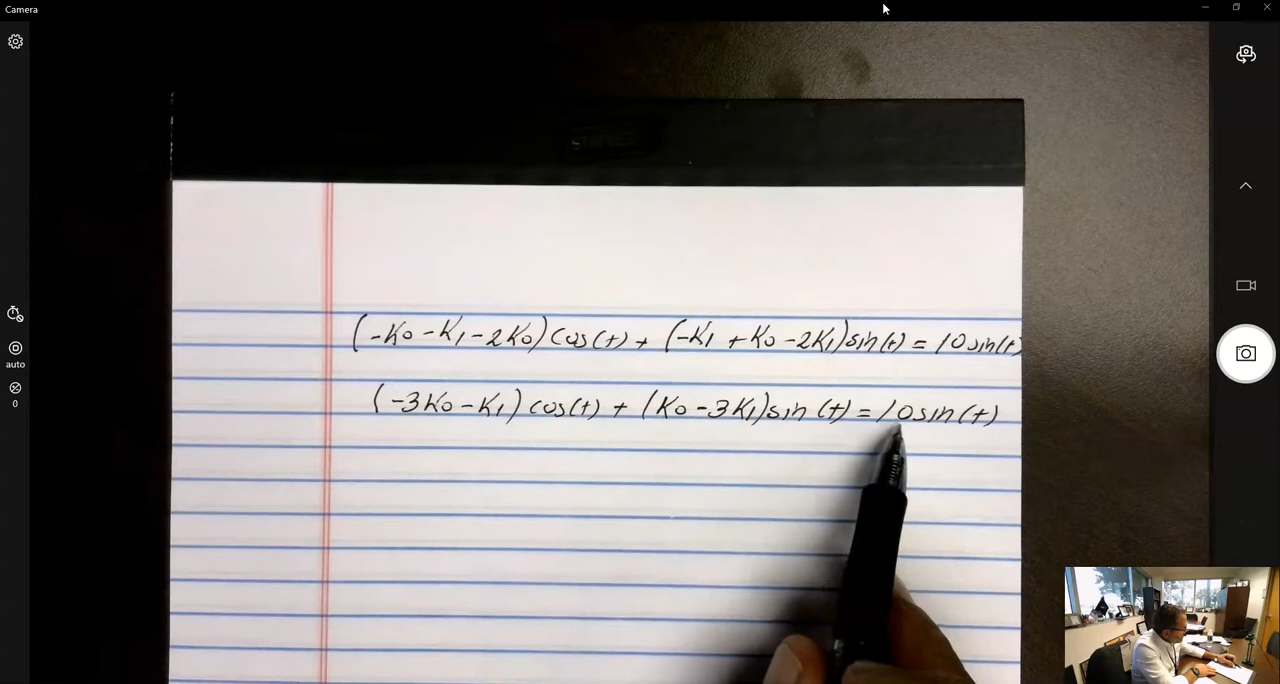 Camera
auto
0
(-K0 - K1 - 2K0) cos(t) + (-K1 + K0 - 2K1) sin(t) = 10 sin(t)
(-3K0 - K1) cos(t) + (K0 - 3K1) sin(t) = 10 sin(t)